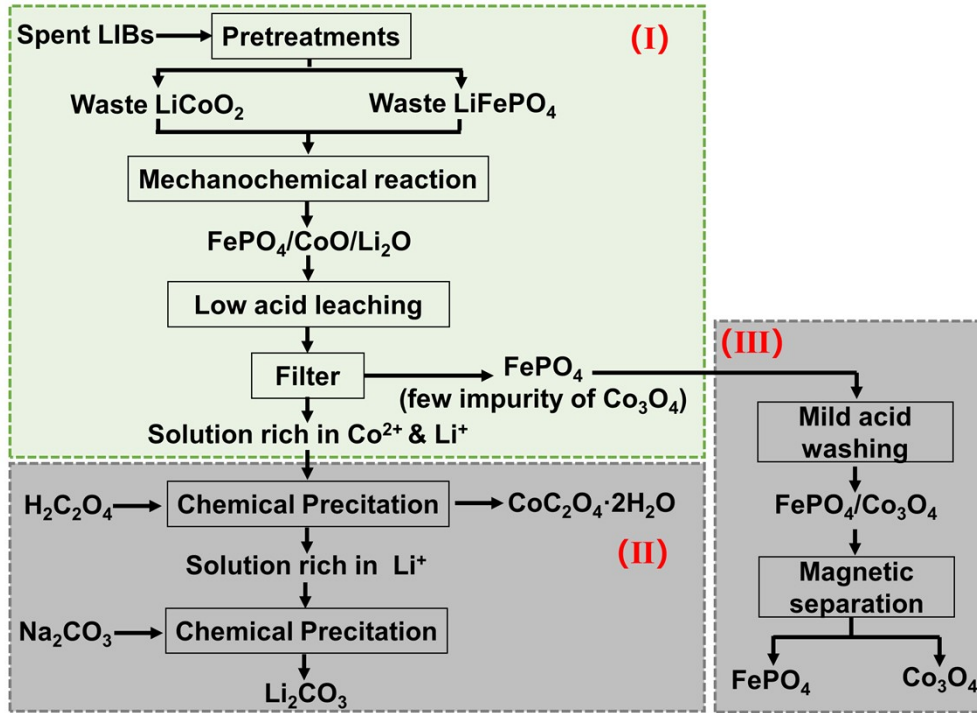 Spent LIBs
Pretreatments
(I)
Waste LiCoO₂
Waste LiFePO₄
Mechanochemical reaction
FePO₄/CoO/Li₂O
Low acid leaching
Filter
FePO₄
(few impurity of Co₃O₄)
Solution rich in Co²⁺ & Li⁺
H₂C₂O₄
Chemical Precitation
CoC₂O₄·2H₂O
Solution rich in Li⁺
(II)
Na₂CO₃
Chemical Precitation
Li₂CO₃
(III)
Mild acid
washing
FePO₄/Co₃O₄
Magnetic
separation
FePO₄
Co₃O₄